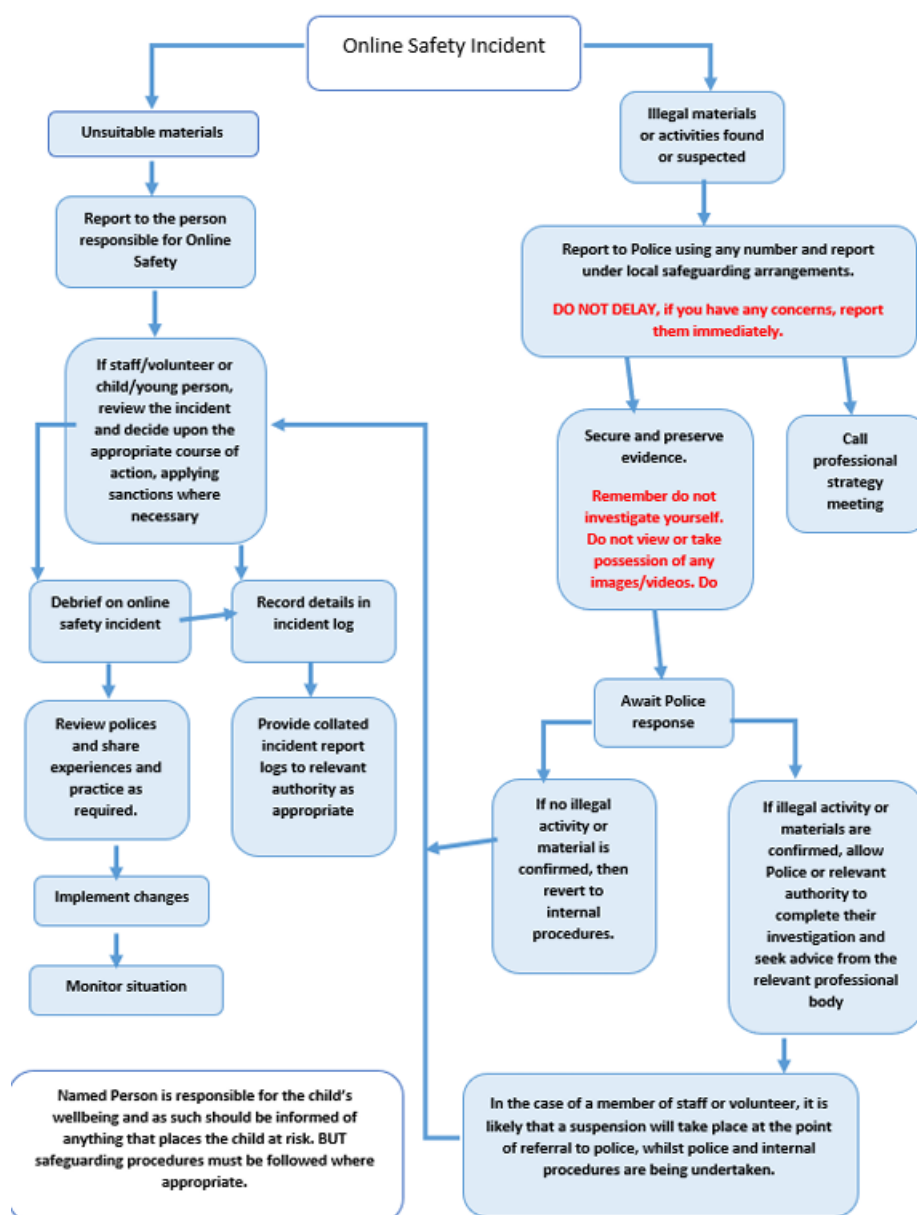 Online Safety Incident
Unsuitable materials
Report to the person
responsible for Online
Safety
If staff/volunteer or
child/young person,
review the incident
and decide upon the
appropriate course of
action, applying
sanctions where
necessary
Debrief on online
safety incident
Record details in
incident log
Review polices
and share
experiences and
practice as
required.
Provide collated
incident report
logs to relevant
authority as
appropriate
Implement changes
Monitor situation
Named Person is responsible for the child’s
wellbeing and as such should be informed of
anything that places the child at risk. BUT
safeguarding procedures must be followed where
appropriate.
Illegal materials
or activities found
or suspected
Report to Police using any number and report
under local safeguarding arrangements.
DO NOT DELAY, if you have any concerns, report
them immediately.
Secure and preserve
evidence.
Remember do not
investigate yourself.
Do not view or take
possession of any
images/videos. Do
Call
professional
strategy
meeting
Await Police
response
If no illegal
activity or
material is
confirmed, then
revert to
internal
procedures.
If illegal activity or
materials are
confirmed, allow
Police or relevant
authority to
complete their
investigation and
seek advice from the
relevant professional
body
In the case of a member of staff or volunteer, it is
likely that a suspension will take place at the point
of referral to police, whilst police and internal
procedures are being undertaken.